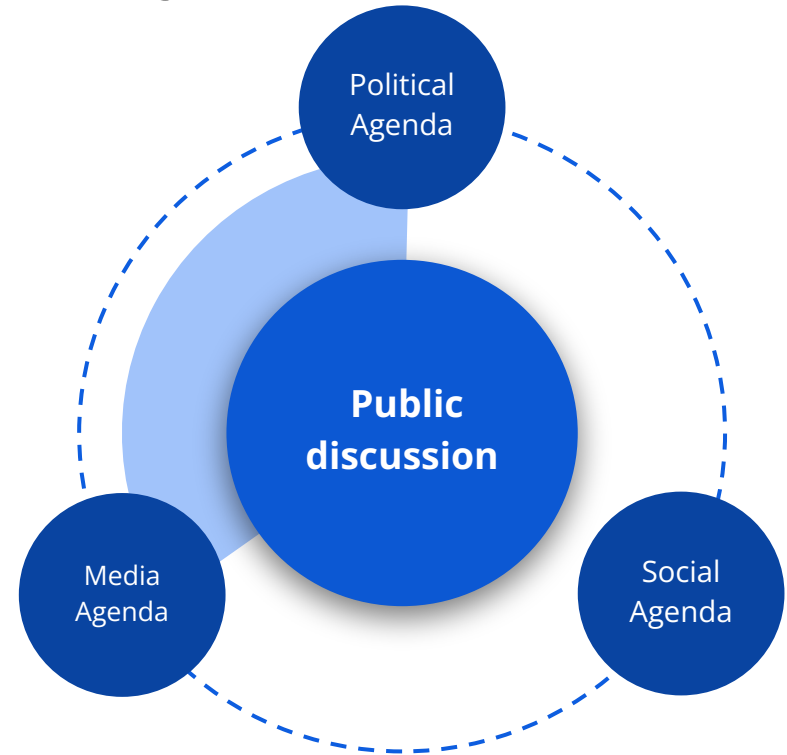 Political
Agenda
Public
discussion
Media
Agenda
Social
Agenda